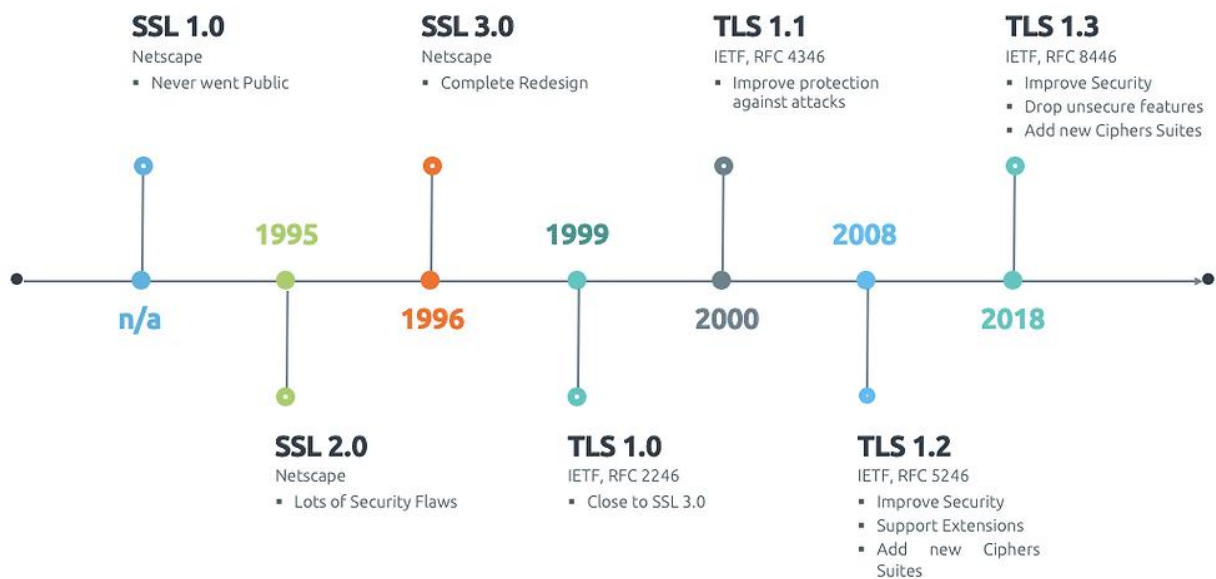 SSL 1.0
Netscape
▪ Never went Public
SSL 3.0
Netscape
▪ Complete Redesign
TLS 1.1
IETF, RFC 4346
▪ Improve protection
against attacks
TLS 1.3
IETF, RFC 8446
▪ Improve Security
▪ Drop unsecure features
▪ Add new Ciphers Suites
1995
1999
2008
n/a
1996
2000
2018
SSL 2.0
Netscape
▪ Lots of Security Flaws
TLS 1.0
IETF, RFC 2246
▪ Close to SSL 3.0
TLS 1.2
IETF, RFC 5246
▪ Improve Security
▪ Support Extensions
▪ Add new Ciphers
Suites